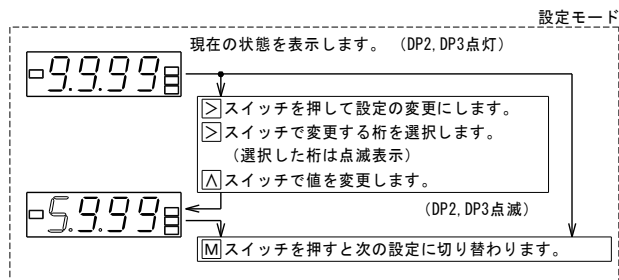 設定モード
現在の状態を表示します。 (DP2, DP3点灯)
-9.9.99
>スイッチを押して設定の変更にします。
>スイッチで変更する桁を選択します。
(選択した桁は点滅表示)
∧スイッチで値を変更します。
-5.9.99
(DP2, DP3点滅)
Mスイッチを押すと次の設定に切り替わります。